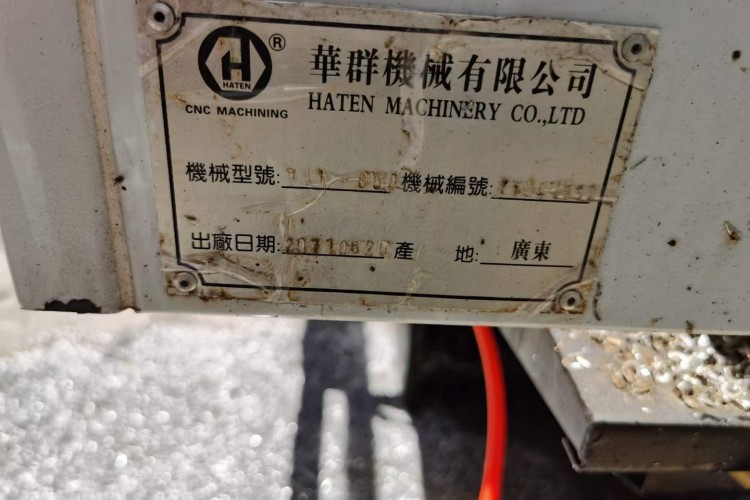 H ®
HATEN
CNC MACHINING
華群機械有限公司
HATEN MACHINERY CO.,LTD
機械型號: 機械編號:
出廠日期: 產 地: 廣東